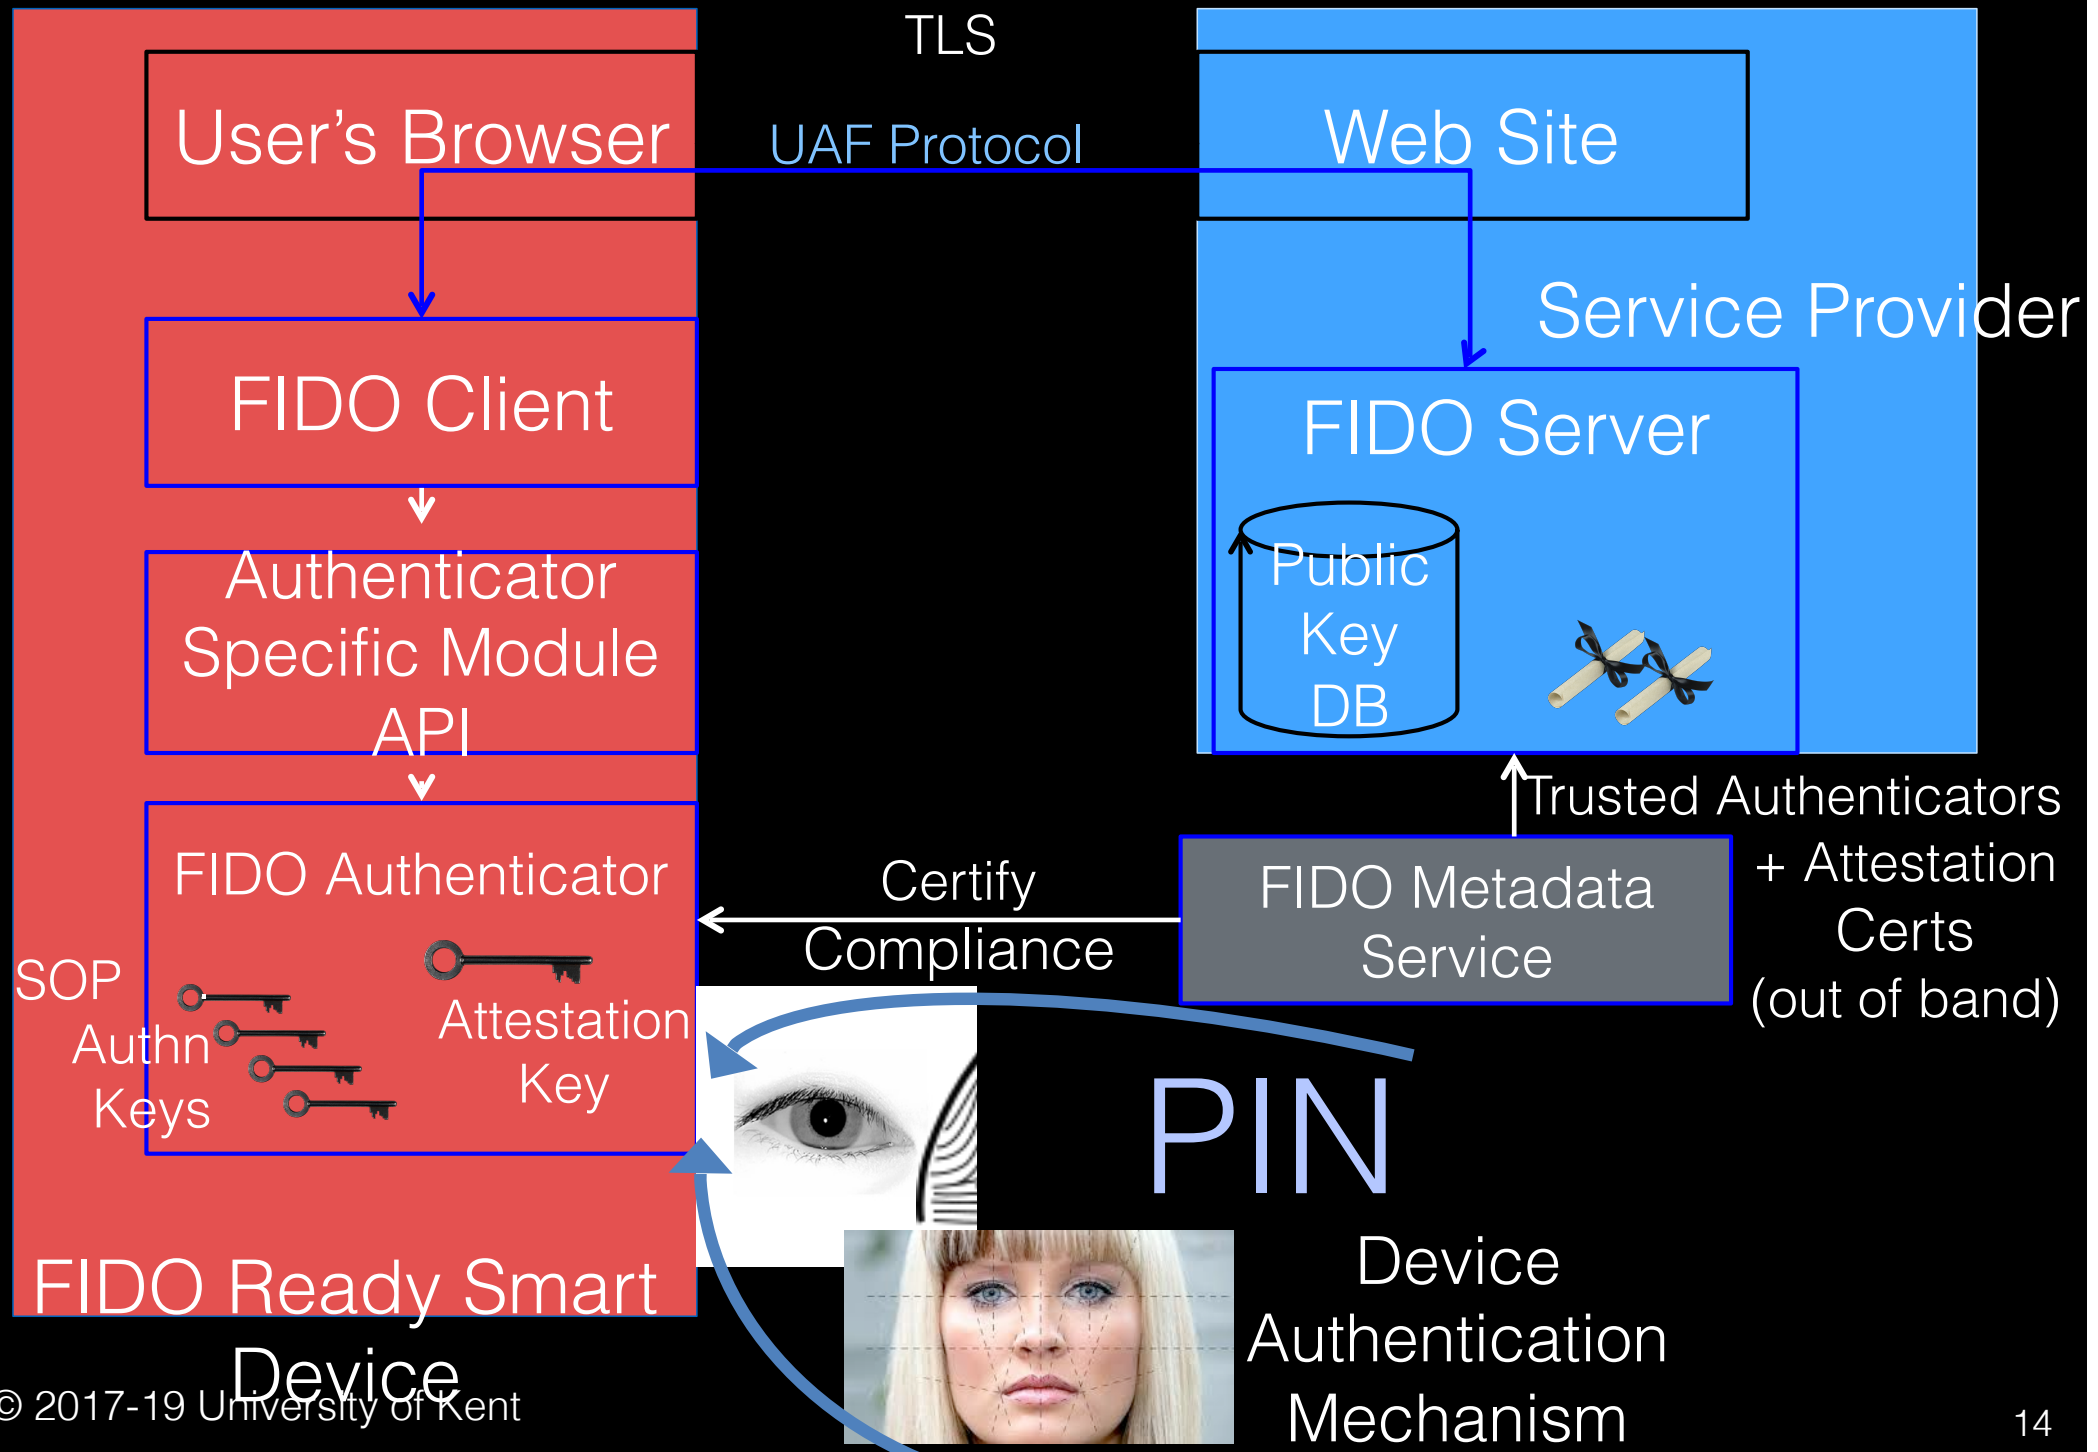 TLS
User’s Browser
UAF Protocol
Web Site
Service Provider
FIDO Client
FIDO Server
Authenticator
Specific Module
API
Public
Key
DB
Trusted Authenticators
+ Attestation
Certs
(out of band)
FIDO Authenticator
Certify
Compliance
FIDO Metadata
Service
SOP
Authn
Keys
Attestation
Key
PIN
Device
Authentication
Mechanism
FIDO Ready Smart
Device
© 2017-19 University of Kent
14